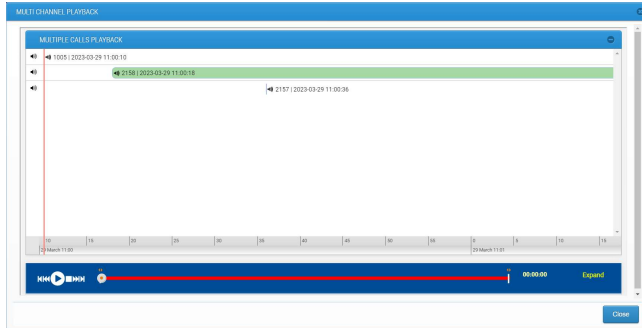 MULTI CHANNEL PLAYBACK
MULTIPLE CALLS PLAYBACK
1005 | 2023-03-29 11:00:10
2158 | 2023-03-29 11:00:18
2157 | 2023-03-29 11:00:36
10 15 20 25 30 35 40 45 50 55 0 5 10 15
29 March 11:00 29 March 11:01
00:00:00 Expand
Close